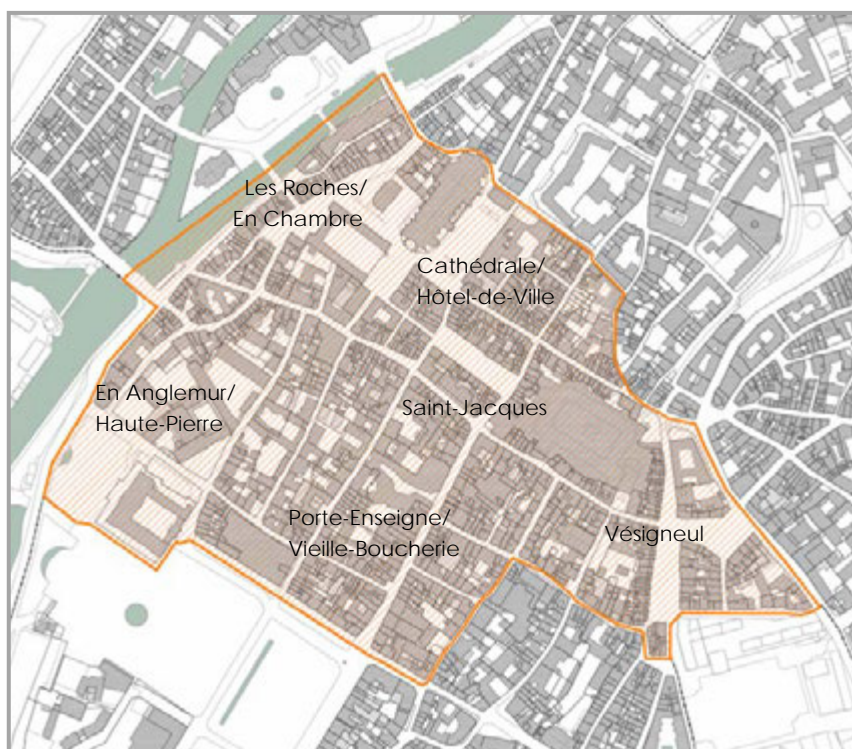 Les Roches/
En Chambre
Cathédrale/
Hôtel-de-Ville
En Anglemur/
Haute-Pierre
Saint-Jacques
Porte-Enseigne/
Vieille-Boucherie
Vésigneul